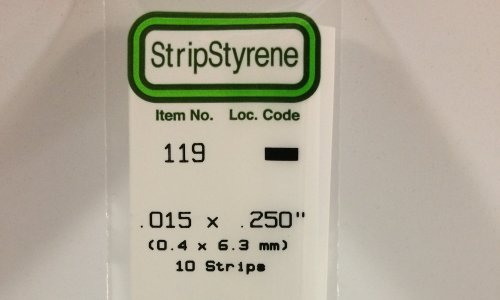 StripStyrene
Item No. Loc. Code
119
.015 x .250"
(0.4 x 6.3 mm)
10 Strips